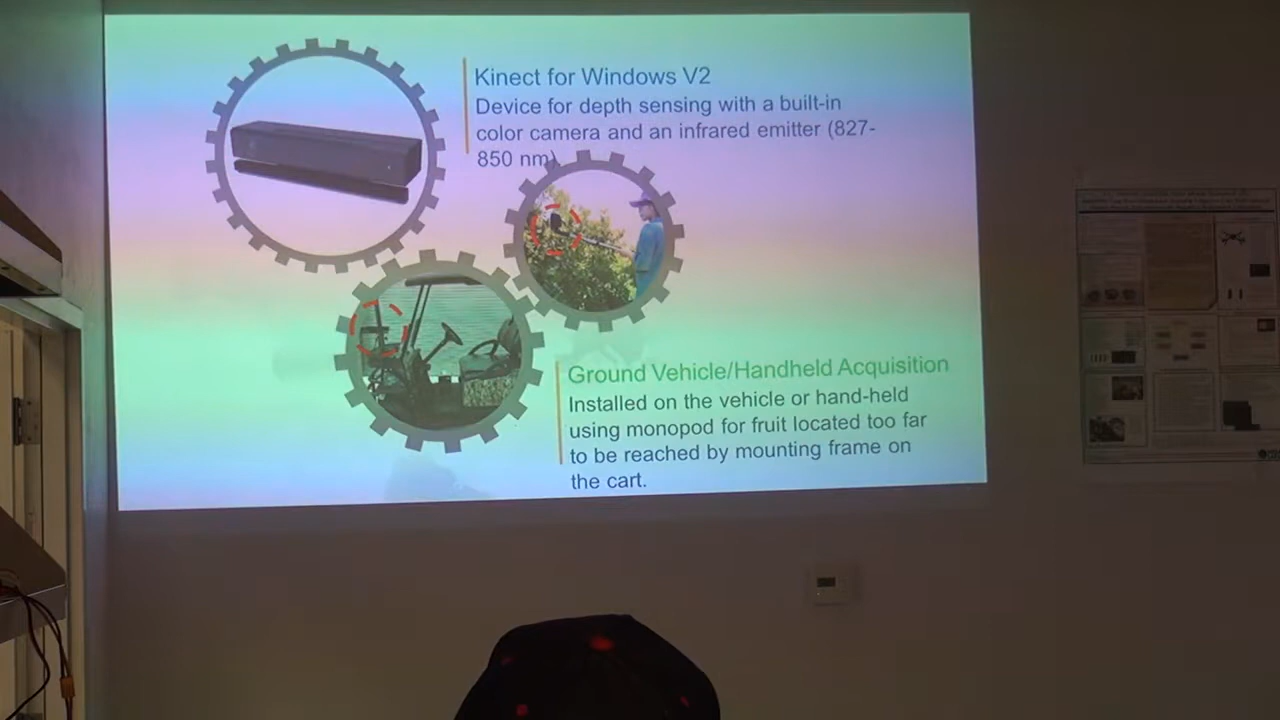 Kinect for Windows V2
Device for depth sensing with a built-in
color camera and an infrared emitter (827-
850 nm).
Ground Vehicle/Handheld Acquisition
Installed on the vehicle or hand-held
using monopod for fruit located too far
to be reached by mounting frame on
the cart.